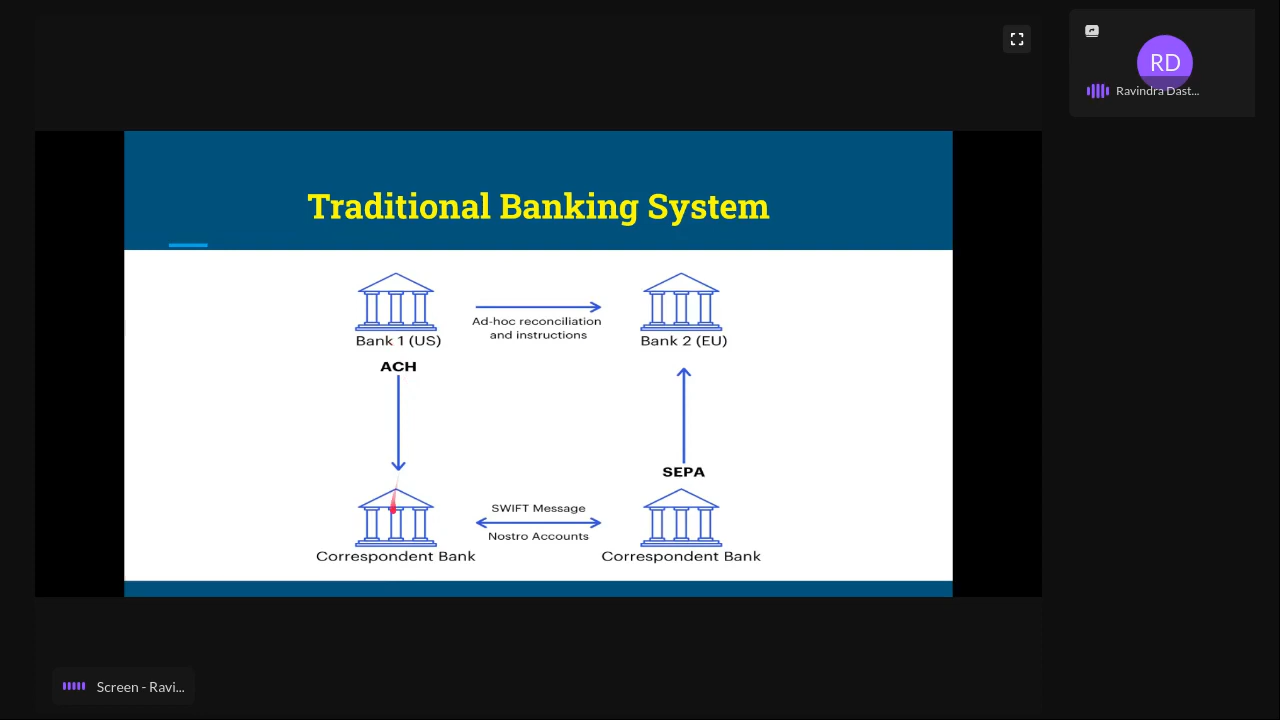 RD
Ravindra Dast...
Traditional Banking System
Ad-hoc reconciliation
and instructions
Bank 1 (US)
Bank 2 (EU)
ACH
SEPA
SWIFT Message
Nostro Accounts
Correspondent Bank
Correspondent Bank
Screen - Ravi...